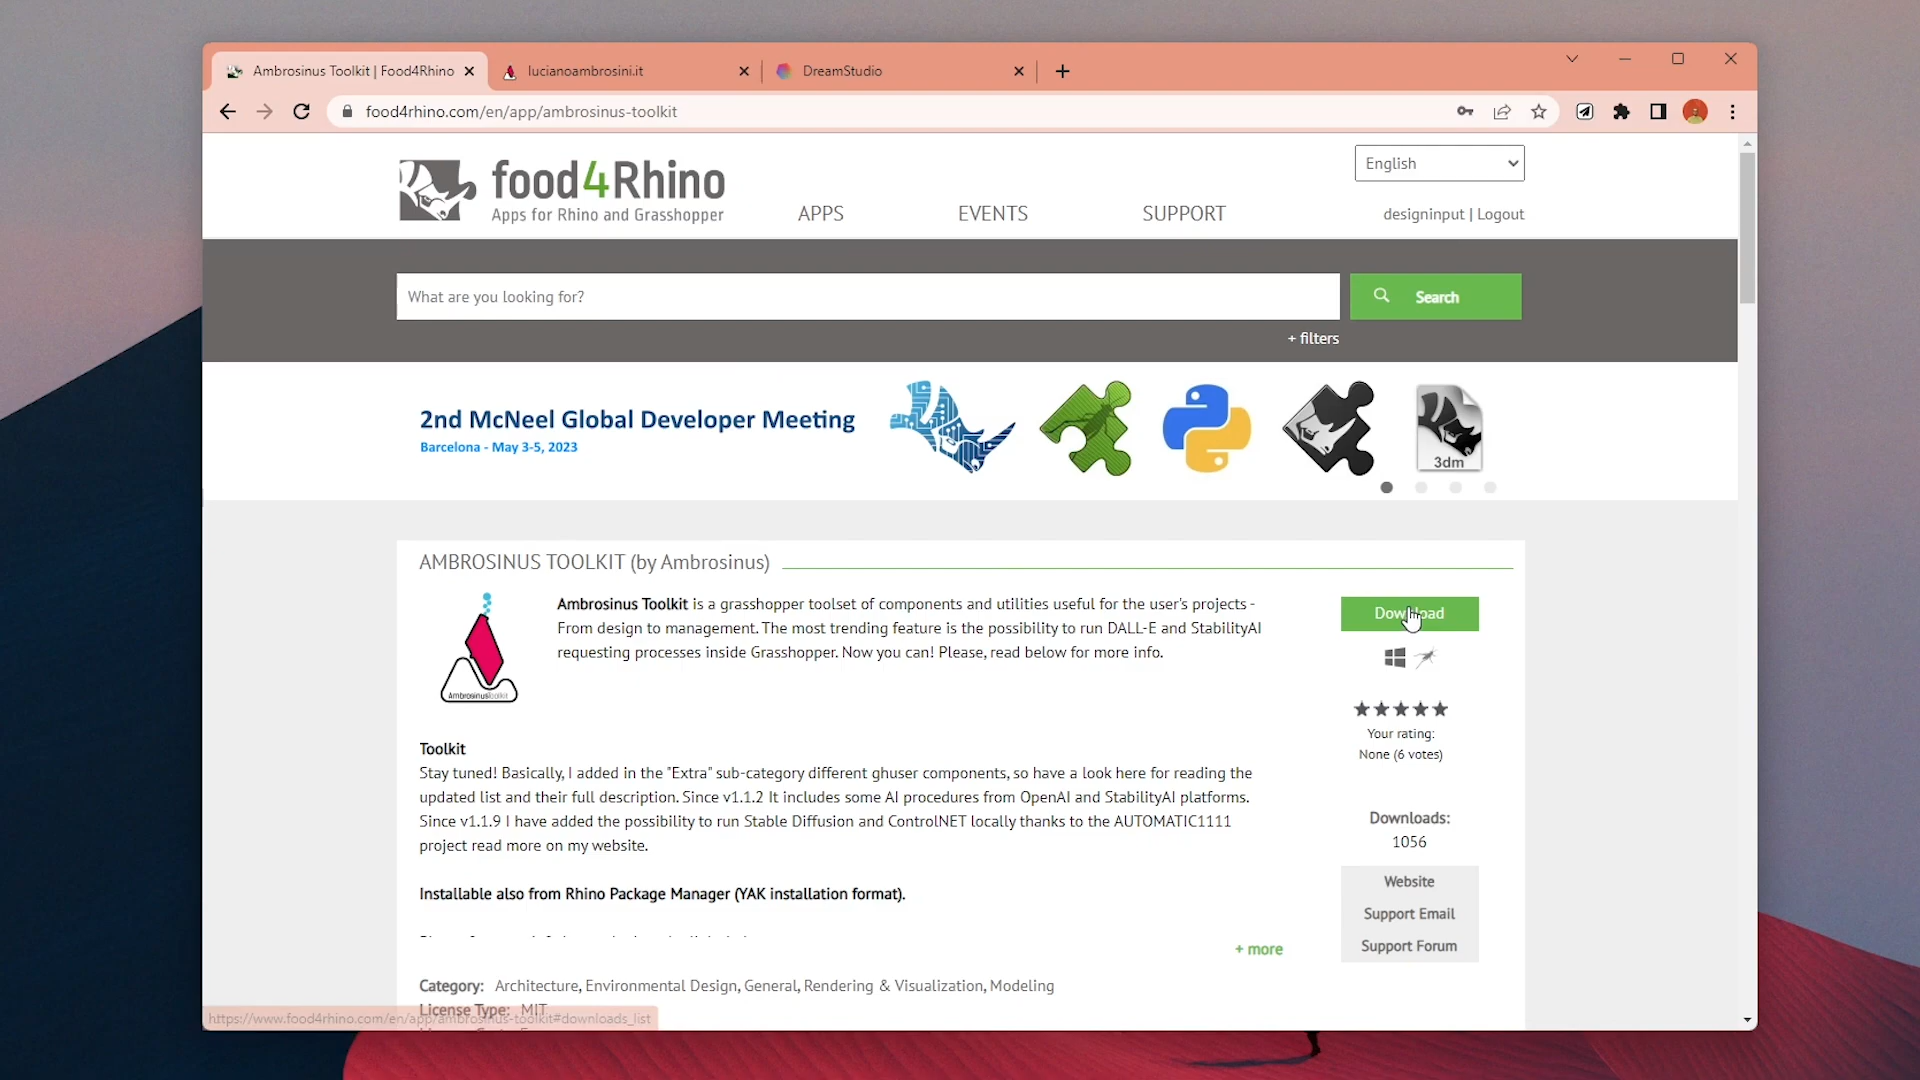 Ambrosinus Toolkit | Food4Rhino
lucianoambrosini.it
DreamStudio
food4rhino.com/en/app/ambrosinus-toolkit
food4Rhino
Apps for Rhino and Grasshopper
APPS
EVENTS
SUPPORT
English
designinput | Logout
What are you looking for?
Search
+ filters
2nd McNeel Global Developer Meeting
Barcelona - May 3-5, 2023
3dm
AMBROSINUS TOOLKIT (by Ambrosinus)
AmbrosinusToolkit
Ambrosinus Toolkit is a grasshopper toolset of components and utilities useful for the user's projects -
From design to management. The most trending feature is the possibility to run DALL-E and StabilityAI
requesting processes inside Grasshopper. Now you can! Please, read below for more info.
Download
Your rating:
None (6 votes)
Toolkit
Stay tuned! Basically, I added in the "Extra" sub-category different ghuser components, so have a look here for reading the
updated list and their full description. Since v1.1.2 It includes some AI procedures from OpenAI and StabilityAI platforms.
Since v1.1.9 I have added the possibility to run Stable Diffusion and ControlNET locally thanks to the AUTOMATIC1111
project read more on my website.
Installable also from Rhino Package Manager (YAK installation format).
+ more
Downloads:
1056
Website
Support Email
Support Forum
Category: Architecture, Environmental Design, General, Rendering & Visualization, Modeling
License Type: MIT
https://www.food4rhino.com/en/app/ambrosinus-toolkit#downloads_list